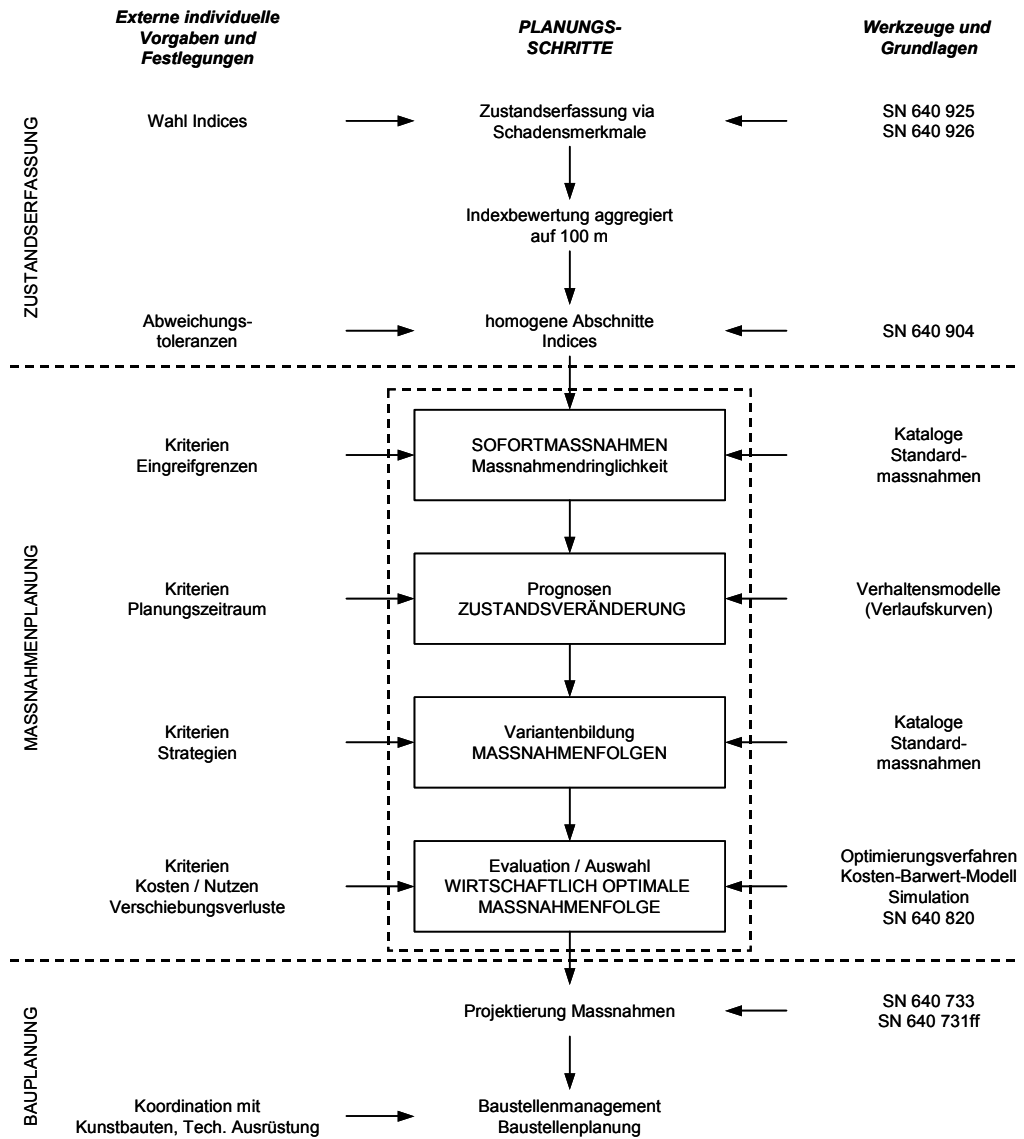 Externe individuelle
Vorgaben und
Festlegungen
PLANUNGS-
SCHRITTE
Werkzeuge und
Grundlagen
ZUSTANDSERFASSUNG
Wahl Indices
Zustandserfassung via
Schadensmerkmale
SN 640 925
SN 640 926
Indexbewertung aggregiert
auf 100 m
Abweichungs-
toleranzen
homogene Abschnitte
Indices
SN 640 904
MASSNAHMENPLANUNG
Kriterien
Eingreifgrenzen
SOFORTMASSNAHMEN
Massnahmendringlichkeit
Kataloge
Standard-
massnahmen
Kriterien
Planungszeitraum
Prognosen
ZUSTANDSVERÄNDERUNG
Verhaltensmodelle
(Verlaufskurven)
Kriterien
Strategien
Variantenbildung
MASSNAHMENFOLGEN
Kataloge
Standard-
massnahmen
Kriterien
Kosten / Nutzen
Verschiebungsverluste
Evaluation / Auswahl
WIRTSCHAFTLICH OPTIMALE
MASSNAHMENFOLGE
Optimierungsverfahren
Kosten-Barwert-Modell
Simulation
SN 640 820
BAUPLANUNG
Projektierung Massnahmen
SN 640 733
SN 640 731ff
Koordination mit
Kunstbauten, Tech. Ausrüstung
Baustellenmanagement
Baustellenplanung